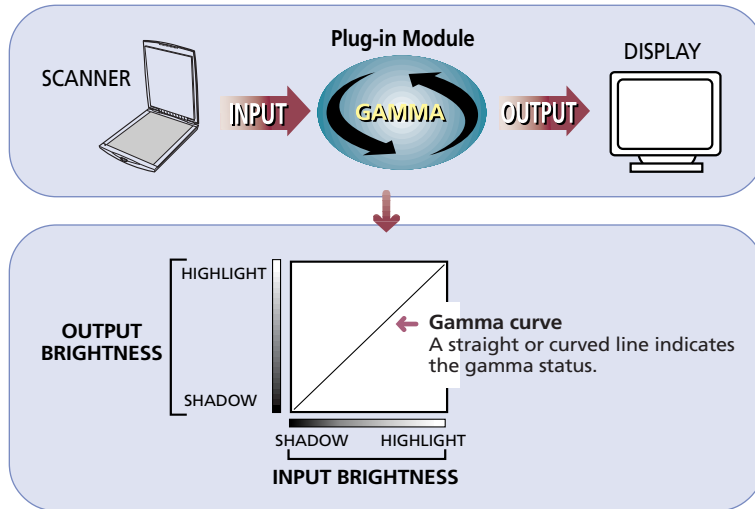 Plug-in Module
SCANNER
INPUT
GAMMA
OUTPUT
DISPLAY
HIGHLIGHT
OUTPUT
BRIGHTNESS
SHADOW
Gamma curve
A straight or curved line indicates
the gamma status.
SHADOW HIGHLIGHT
INPUT BRIGHTNESS